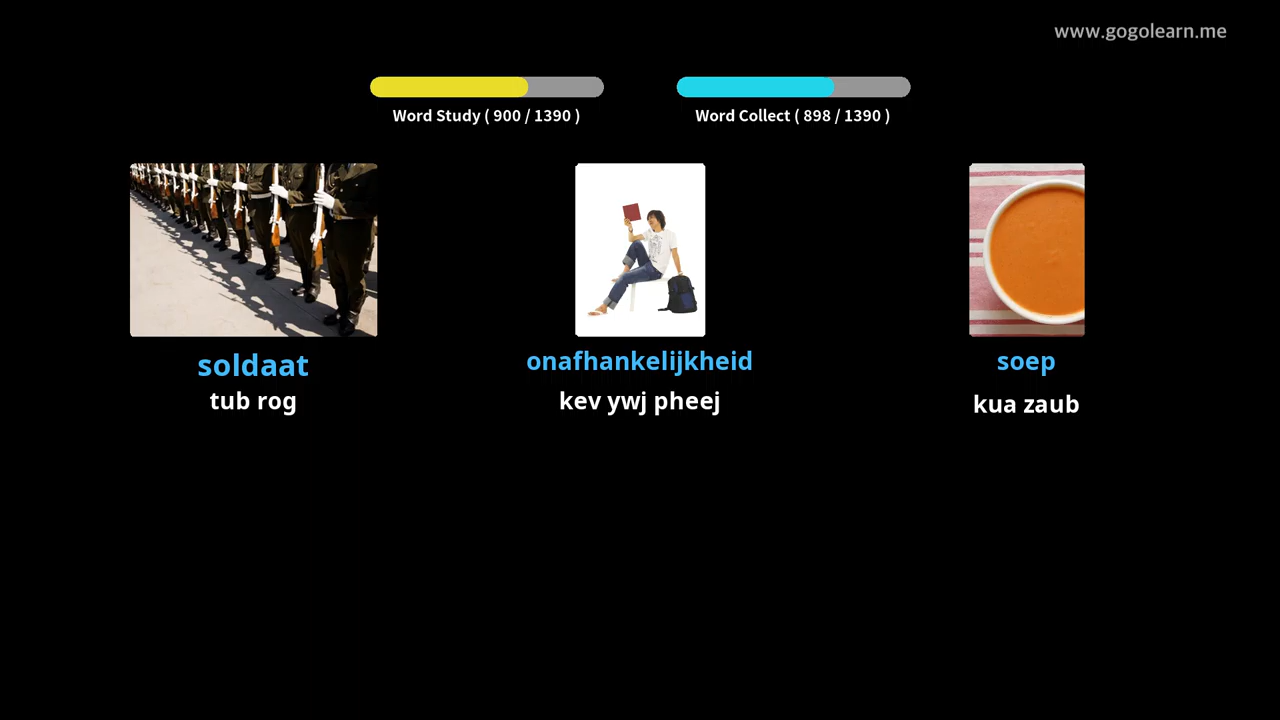 www.gogolearn.me
Word Study ( 900 / 1390 )
Word Collect ( 898 / 1390 )
soldaat
tub rog
onafhankelijkheid
kev ywj pheej
soep
kua zaub